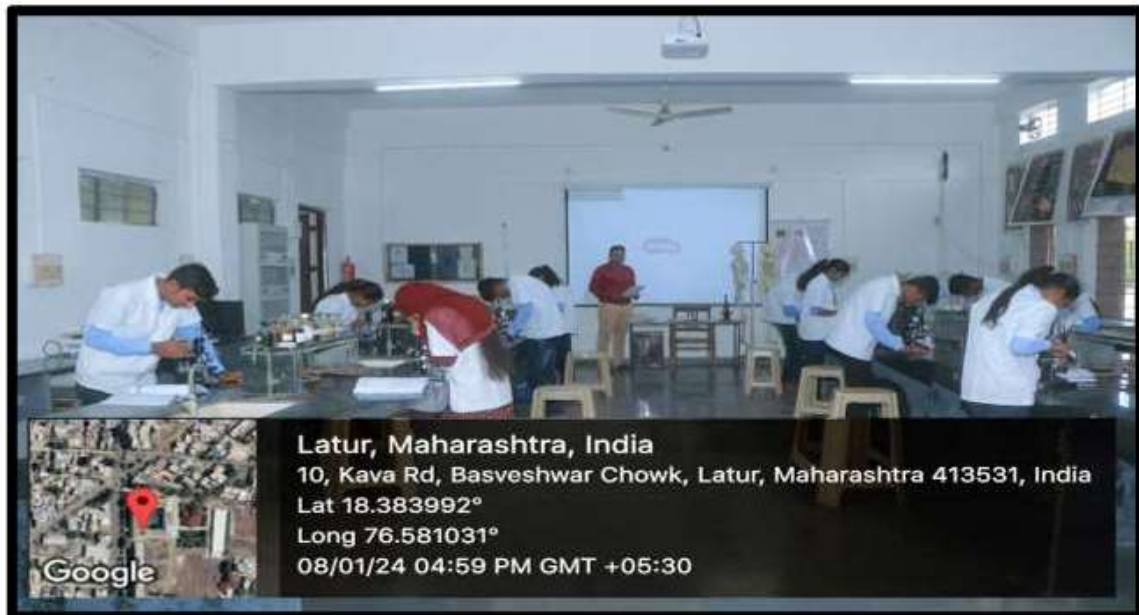 Latur, Maharashtra, India
10, Kava Rd, Basveshwar Chowk, Latur, Maharashtra 413531, India
Lat 18.383992°
Long 76.581031°
08/01/24 04:59 PM GMT +05:30
Google